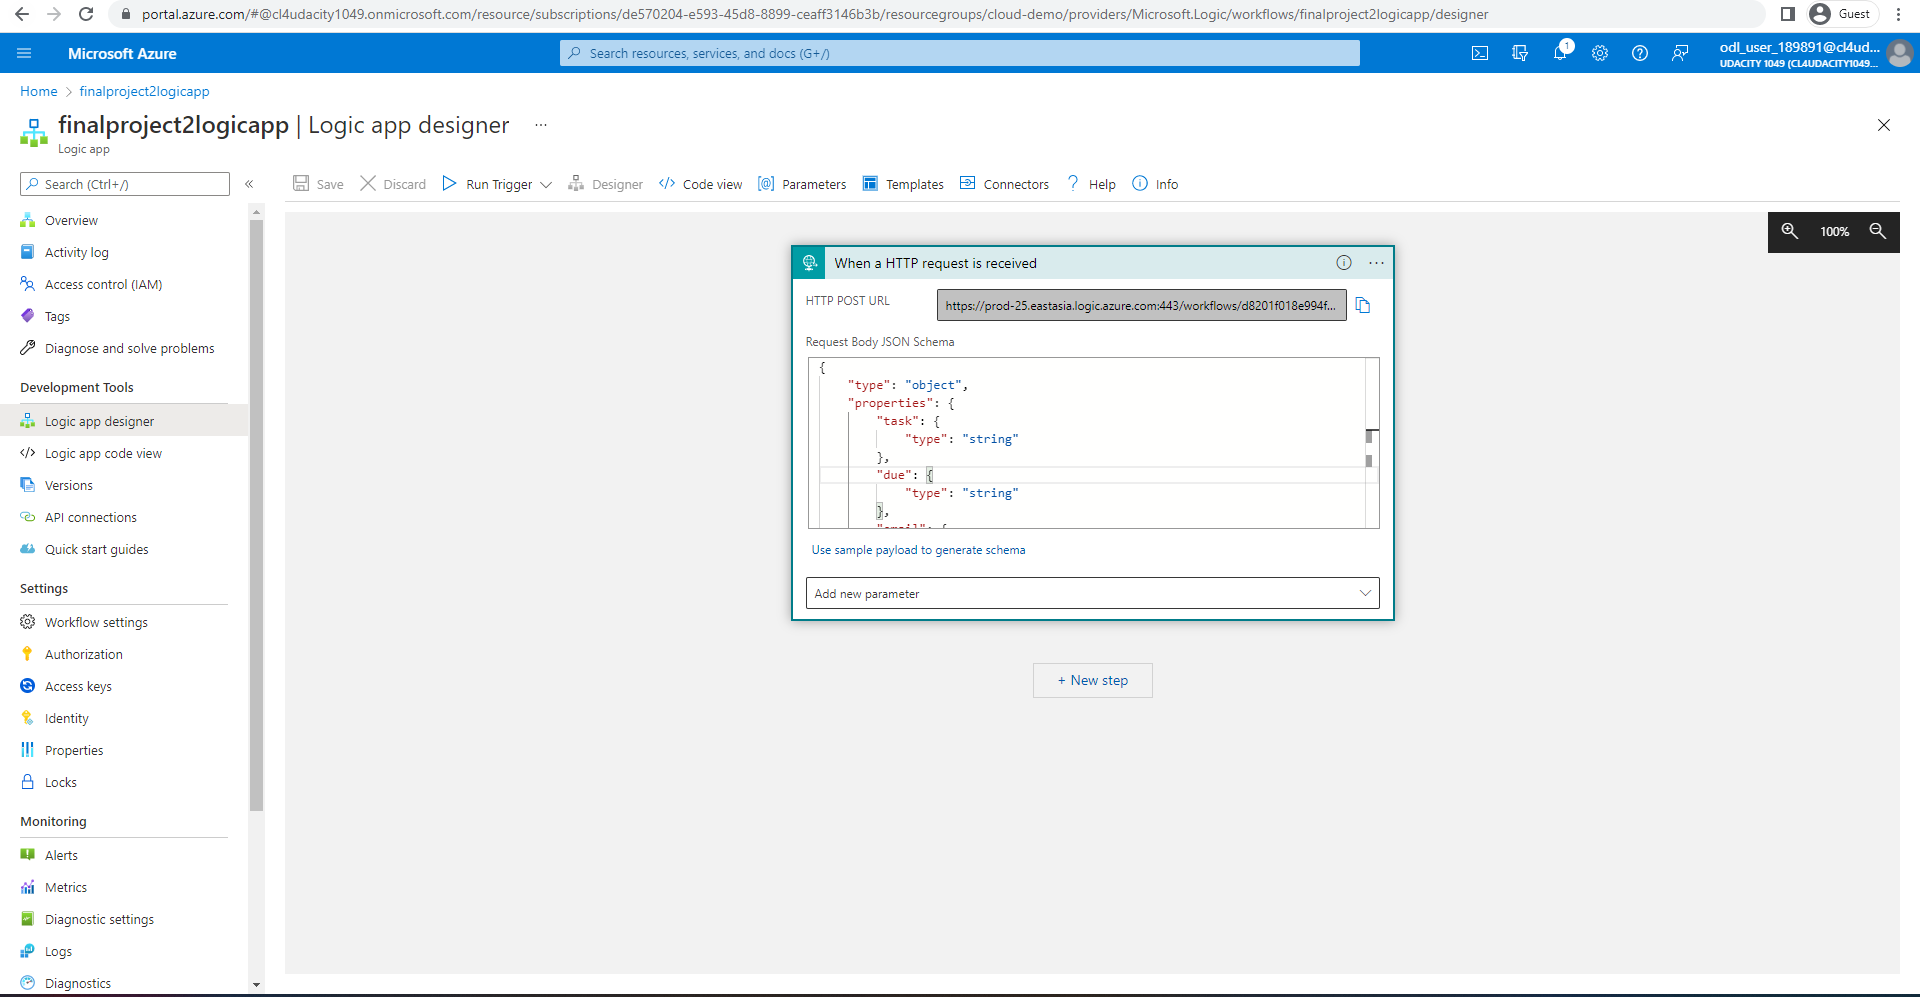 portal.azure.com/#@cl4udacity1049.onmicrosoft.com/resource/subscriptions/de570204-e593-45d8-8899-ceaff3146b3b/resourcegroups/cloud-demo/providers/Microsoft.Logic/workflows/finalproject2logicapp/designer
Guest
Microsoft Azure
Search resources, services, and docs (G+/)
1
odl_user_189891@cl4ud...
UDACITY 1049 (CL4UDACITY1049...
Home > finalproject2logicapp
finalproject2logicapp | Logic app designer ...
Logic app
Search (Ctrl+/)
«
Save
Discard
Run Trigger
Designer
Code view
Parameters
Templates
Connectors
Help
Info
Overview
Activity log
Access control (IAM)
Tags
Diagnose and solve problems
Development Tools
Logic app designer
Logic app code view
Versions
API connections
Quick start guides
Settings
Workflow settings
Authorization
Access keys
Identity
Properties
Locks
Monitoring
Alerts
Metrics
Diagnostic settings
Logs
Diagnostics
100%
When a HTTP request is received
HTTP POST URL
https://prod-25.eastasia.logic.azure.com:443/workflows/d8201f018e994f...
Request Body JSON Schema
{
"type": "object",
"properties": {
"task": {
"type": "string"
},
"due": {
"type": "string"
},
"email": {
Use sample payload to generate schema
Add new parameter
+ New step